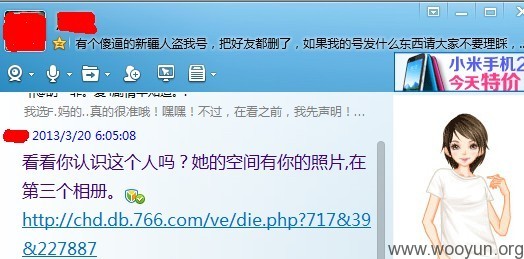 有个傻逼的新疆人盗我号，把好友都删了，如果我的号发什么东西请大家不要理睬，...
小米手机2
今天特价
我选F.妈的..真的很准哦！嘿嘿！不过，在看之前，我先声明！...
2013/3/20 6:05:08
看看你认识这个人吗？她的空间有你的照片,在
第三个相册。
http://chd.db.766.com/ve/die.php?717&39
&227887
www.wooyun.org